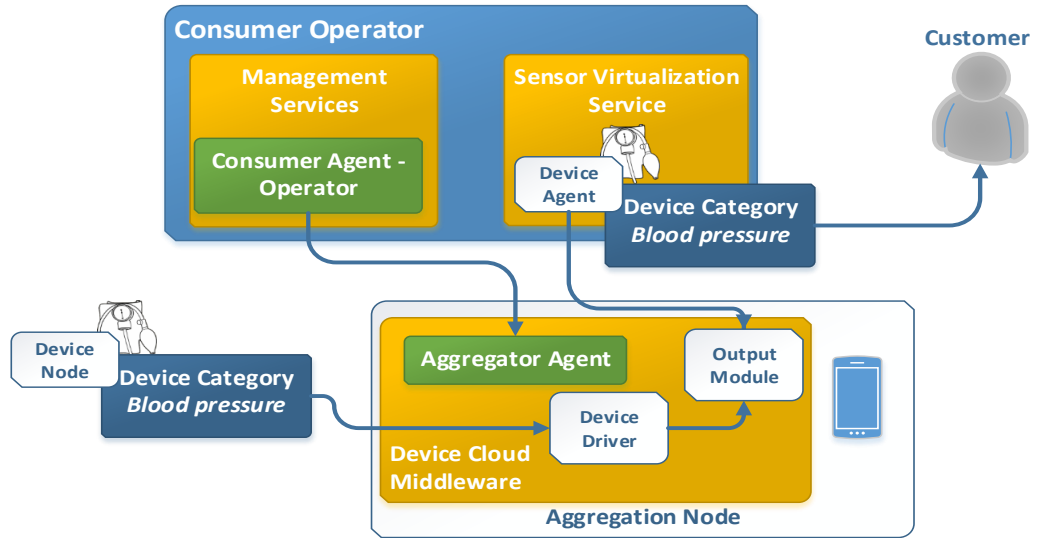 Consumer Operator
Management
Services
Consumer Agent -
Operator
Sensor Virtualization
Service
Device
Agent
Device Category
Blood pressure
Customer
Device
Node
Device Category
Blood pressure
Aggregator Agent
Output
Module
Device
Driver
Device Cloud
Middleware
Aggregation Node